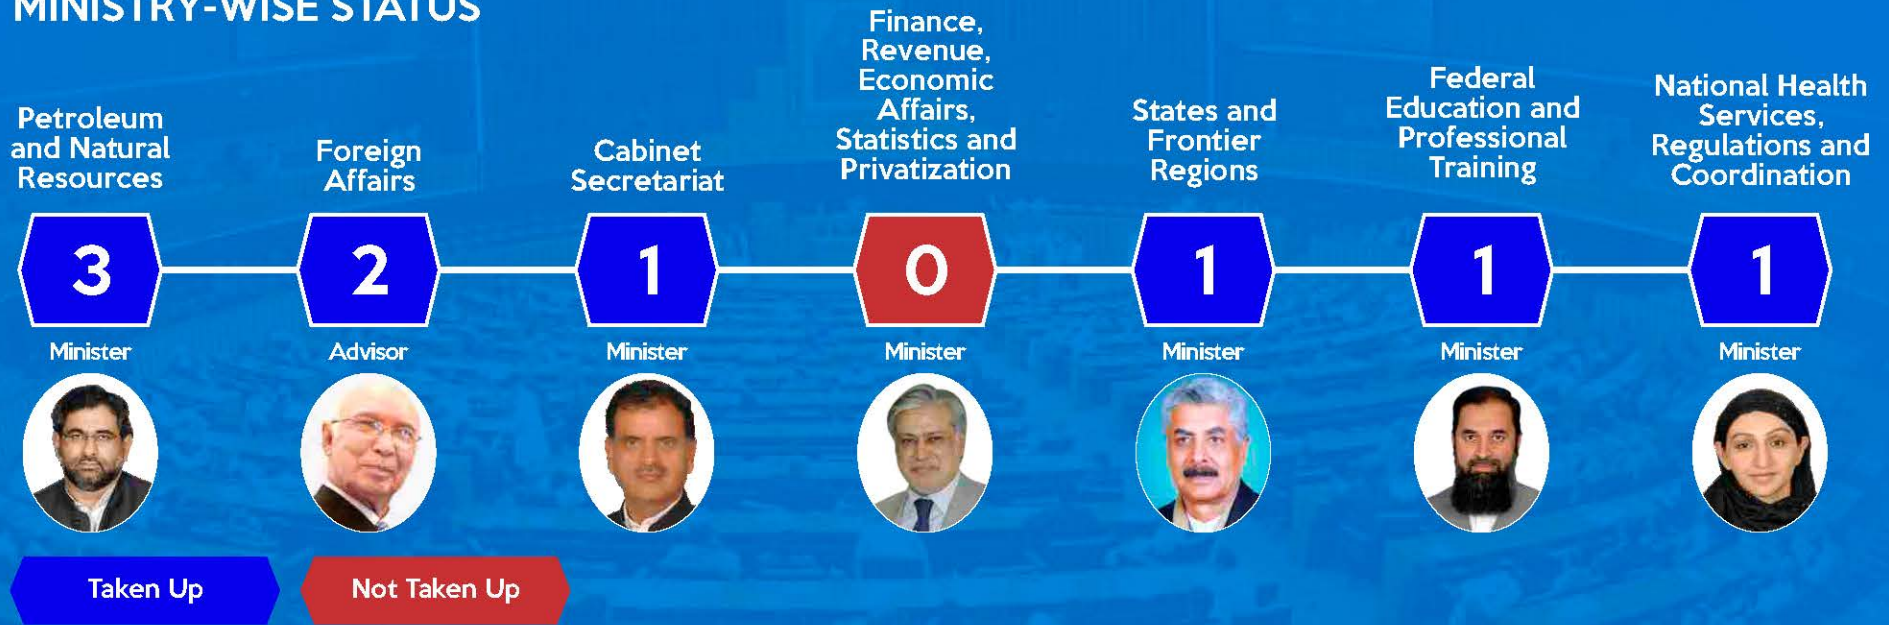 MINISTRY-WISE STATUS
Petroleum
and Natural
Resources
3
Minister
Foreign
Affairs
2
Advisor
Cabinet
Secretariat
1
Minister
Finance,
Revenue,
Economic
Affairs,
Statistics and
Privatization
0
Minister
States and
Frontier
Regions
1
Minister
Federal
Education and
Professional
Training
1
Minister
National Health
Services,
Regulations and
Coordination
1
Minister
Taken Up
Not Taken Up